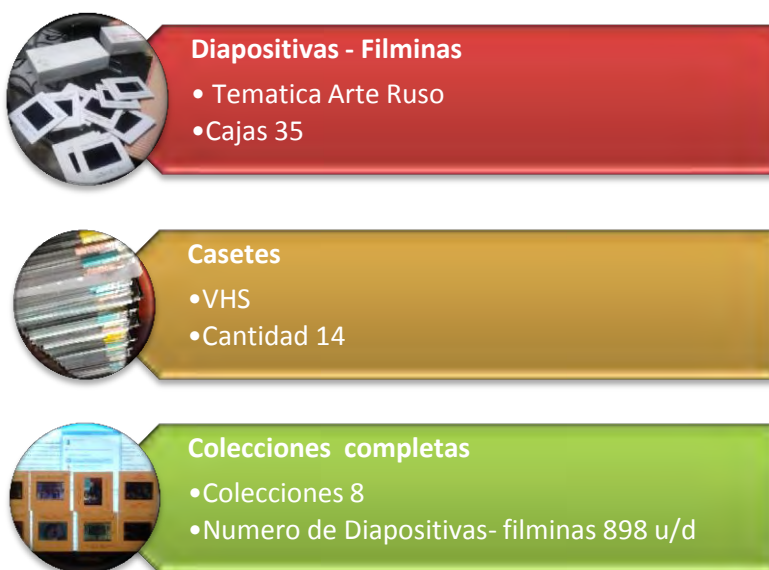 Diapositivas - Filminas
• Tematica Arte Ruso
•Cajas 35
Casetes
•VHS
•Cantidad 14
Colecciones completas
•Colecciones 8
•Numero de Diapositivas- filminas 898 u/d